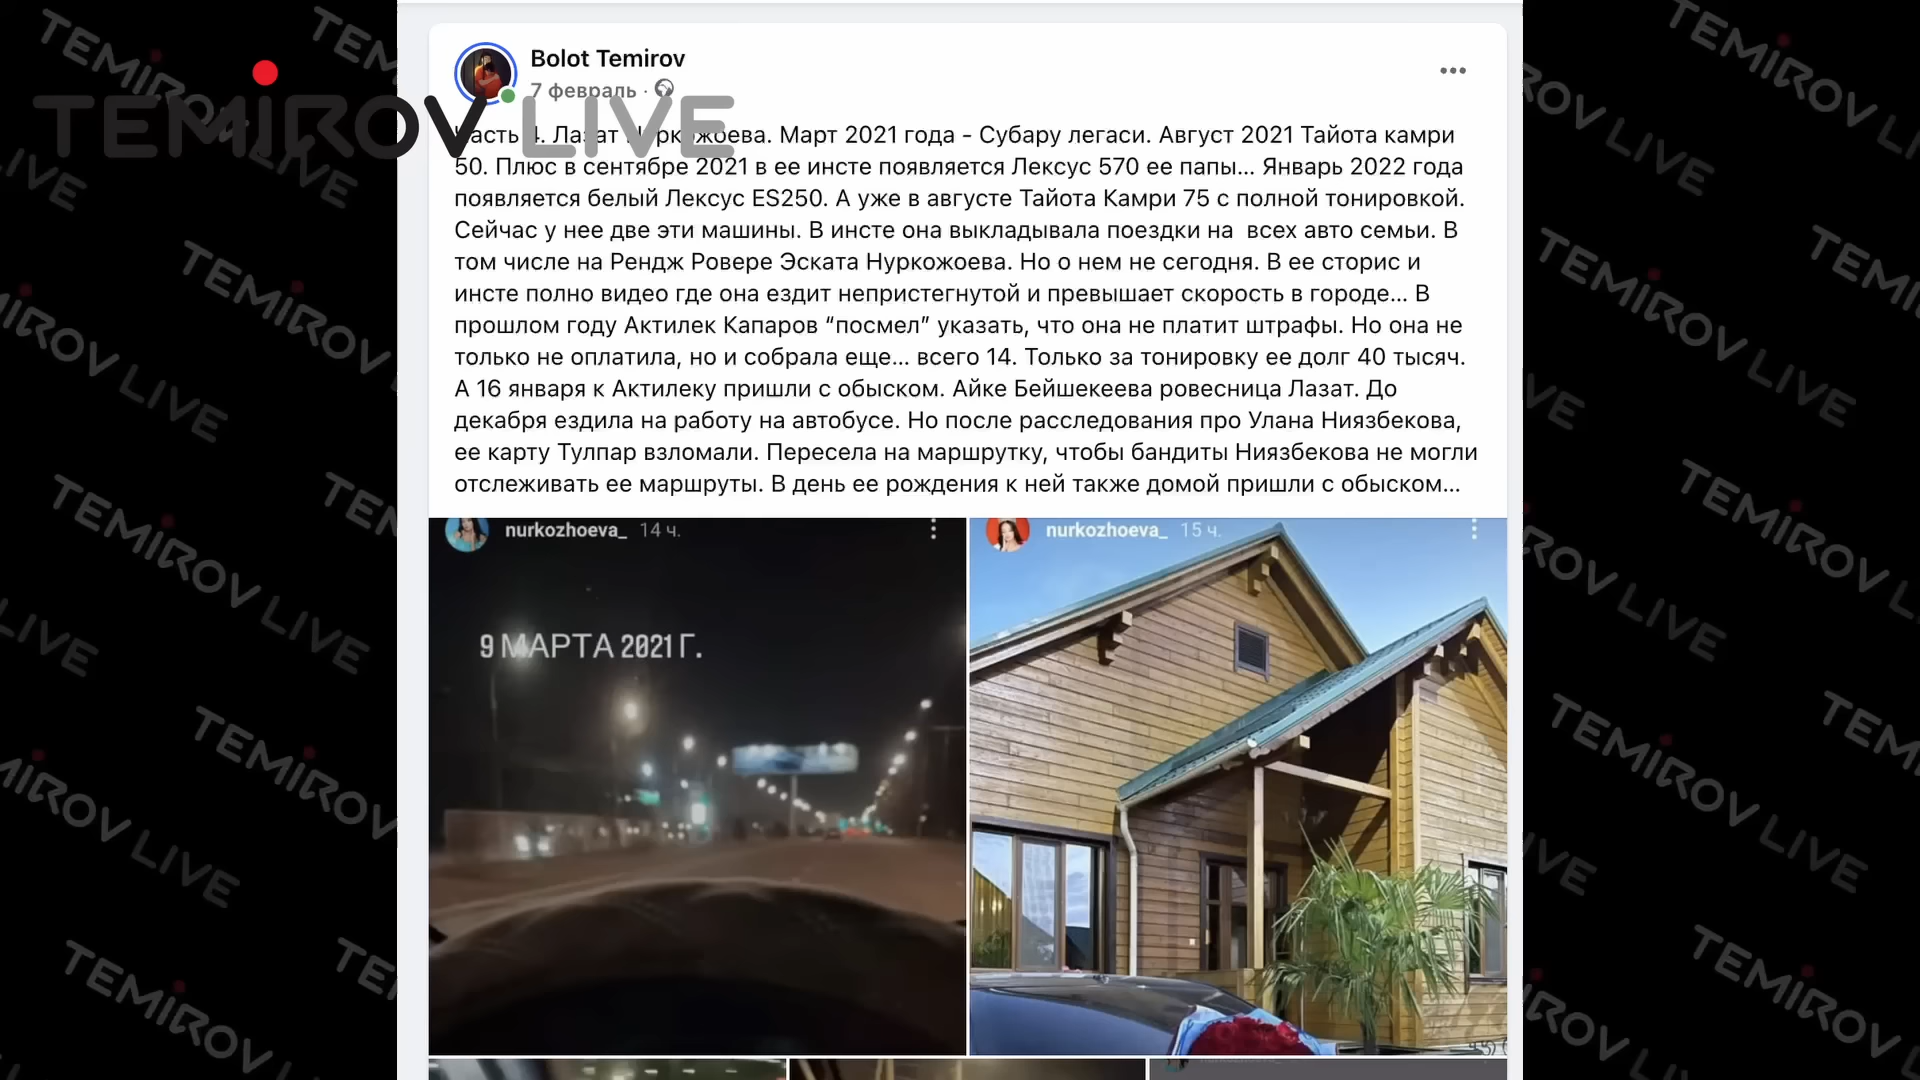 Bolot Temirov
7 февраль ·
TEMIROV LIVE
Часть 4. Лазат Нуркожоева. Март 2021 года - Субару легаси. Август 2021 Тайота камри
50. Плюс в сентябре 2021 в ее инсте появляется Лексус 570 ее папы... Январь 2022 года
появляется белый Лексус ES250. А уже в августе Тайота Камри 75 с полной тонировкой.
Сейчас у нее две эти машины. В инсте она выкладывала поездки на всех авто семьи. В
том числе на Рендж Ровере Эската Нуркожоева. Но о нем не сегодня. В ее сторис и
инсте полно видео где она ездит непристегнутой и превышает скорость в городе... В
прошлом году Актилек Капаров “посмел” указать, что она не платит штрафы. Но она не
только не оплатила, но и собрала еще... всего 14. Только за тонировку ее долг 40 тысяч.
А 16 января к Актилеку пришли с обыском. Айке Бейшекеева ровесница Лазат. До
декабря ездила на работу на автобусе. Но после расследования про Улана Ниязбекова,
ее карту Тулпар взломали. Пересела на маршрутку, чтобы бандиты Ниязбекова не могли
отслеживать ее маршруты. В день ее рождения к ней также домой пришли с обыском...
nurkozhoeva_ 14 ч.
9 МАРТА 2021 Г.
nurkozhoeva_ 15 ч.